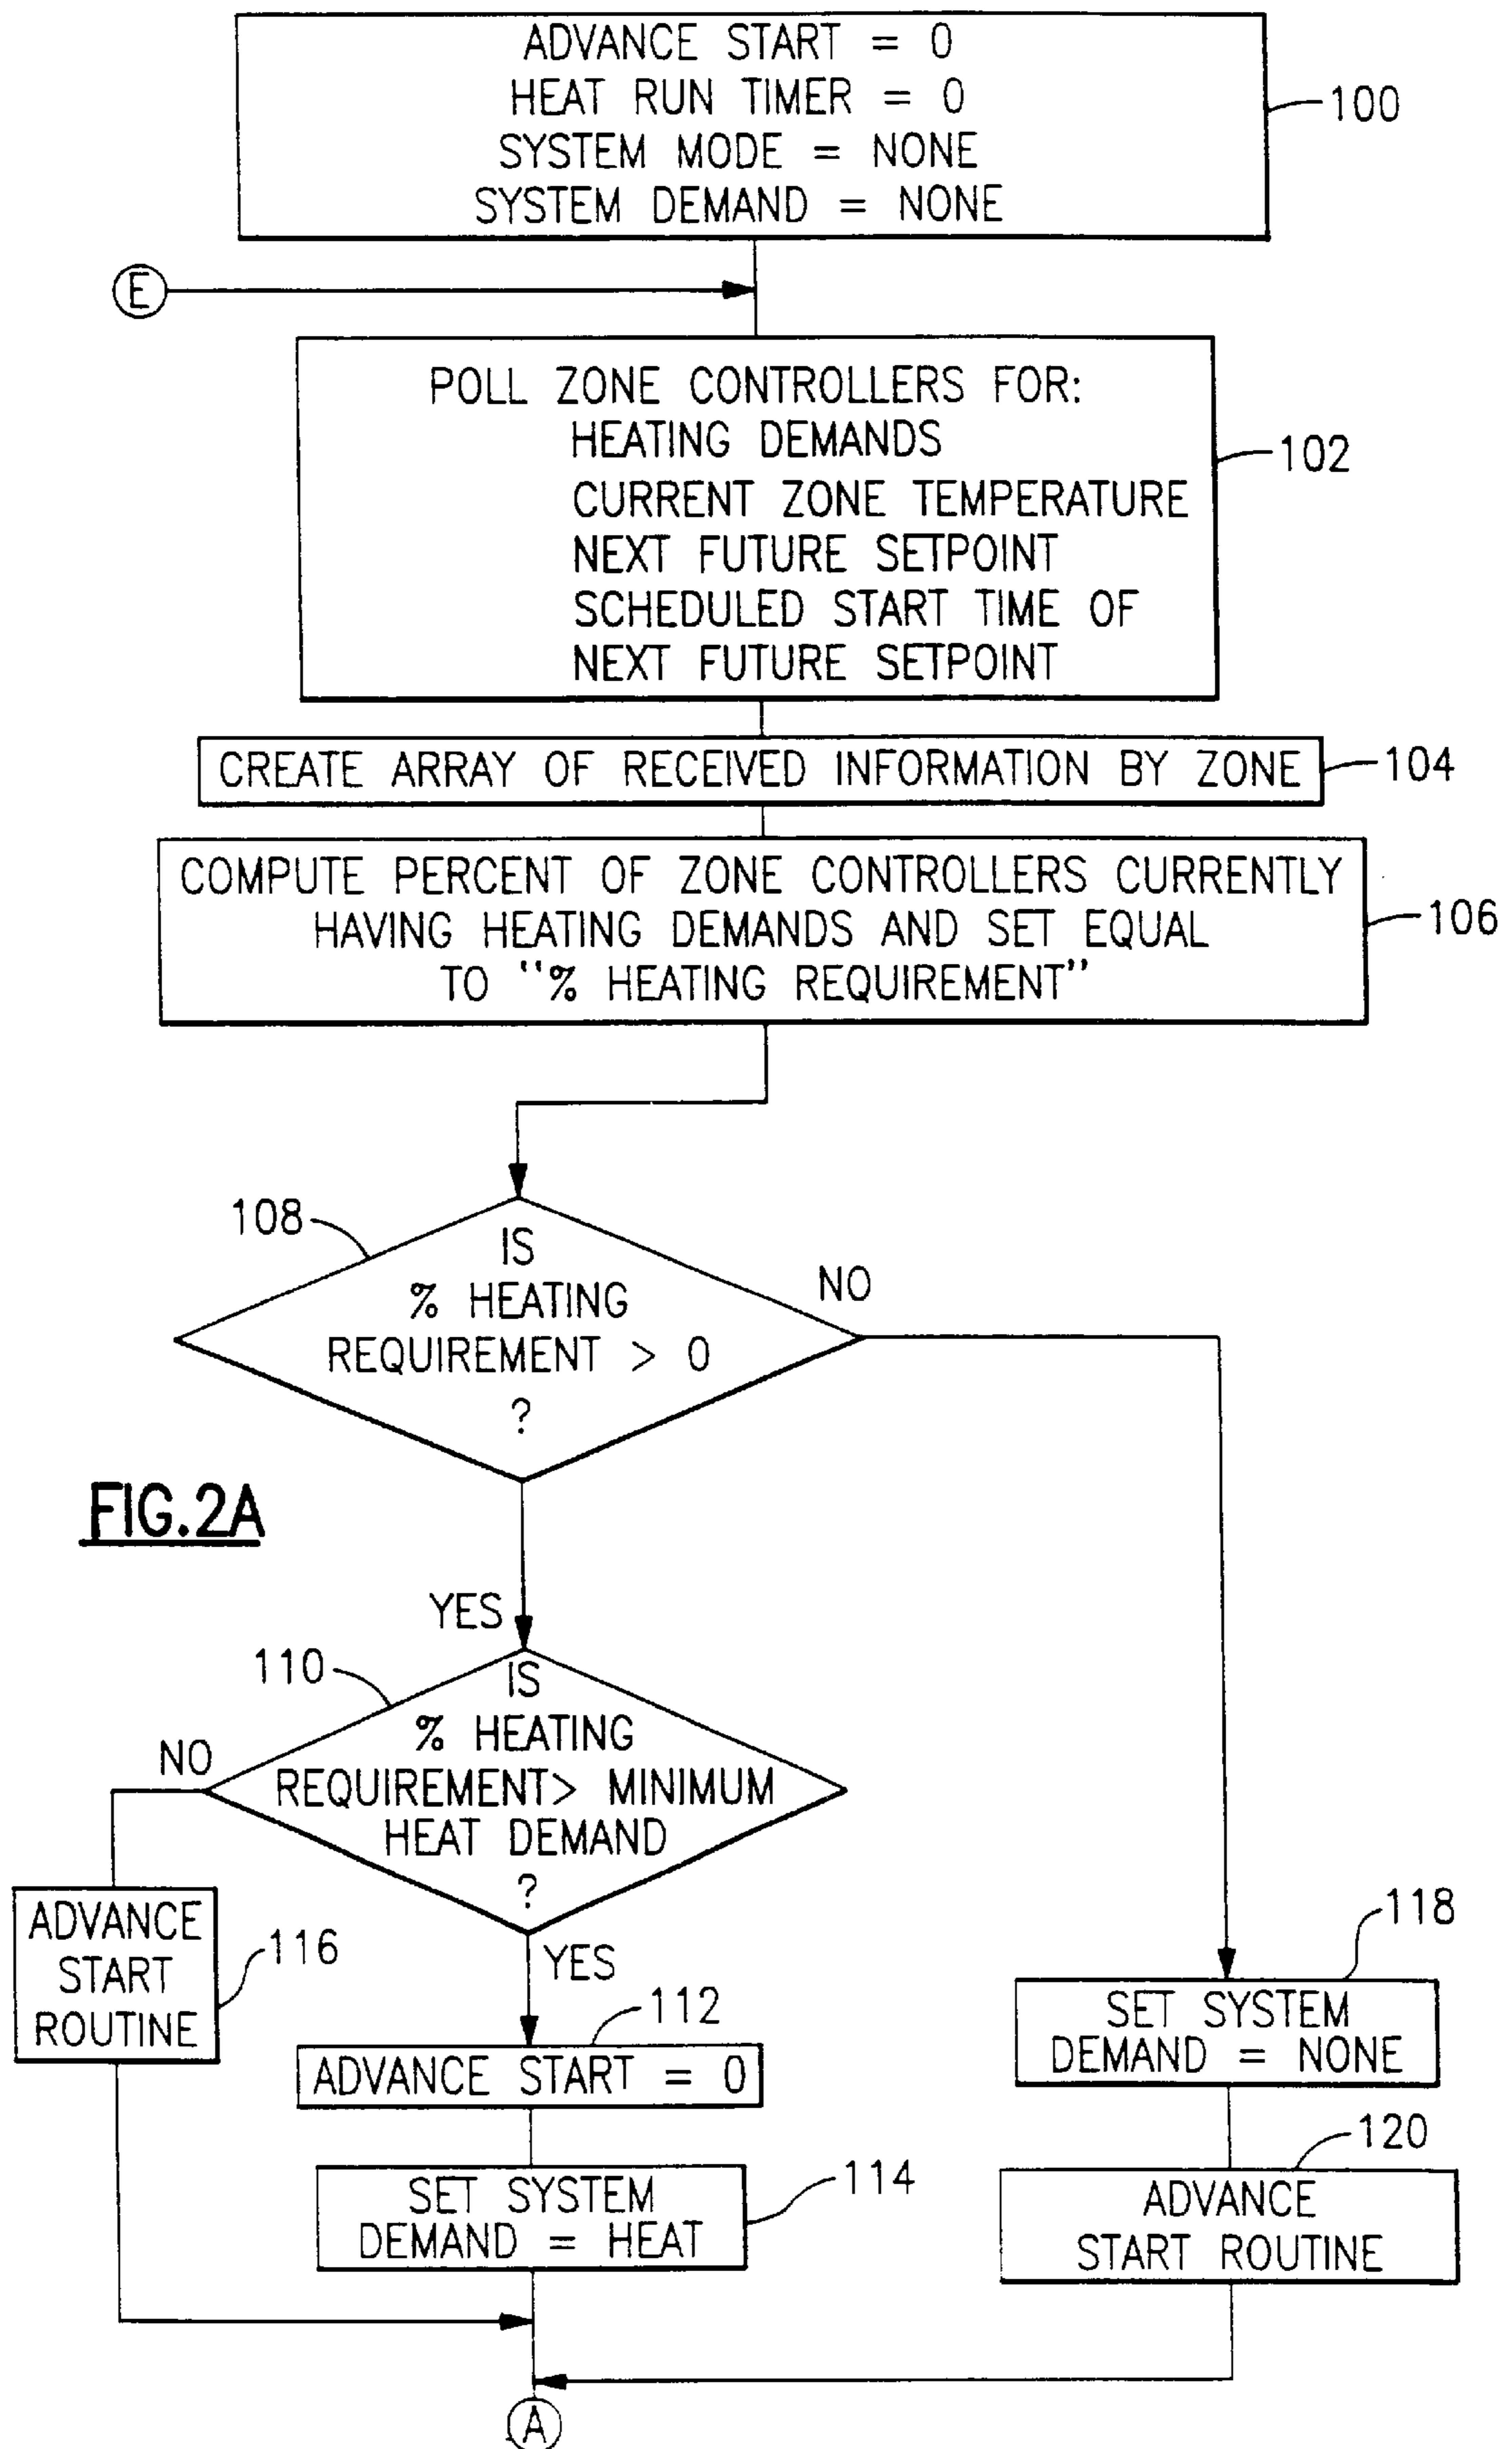 ADVANCE START = 0
HEAT RUN TIMER = 0
SYSTEM MODE = NONE
SYSTEM DEMAND = NONE
100
E
POLL ZONE CONTROLLERS FOR:
HEATING DEMANDS
CURRENT ZONE TEMPERATURE
NEXT FUTURE SETPOINT
SCHEDULED START TIME OF
NEXT FUTURE SETPOINT
102
CREATE ARRAY OF RECEIVED INFORMATION BY ZONE
104
COMPUTE PERCENT OF ZONE CONTROLLERS CURRENTLY
HAVING HEATING DEMANDS AND SET EQUAL
TO "% HEATING REQUIREMENT"
106
108
IS
% HEATING
REQUIREMENT > 0
?
NO
FIG.2A
YES
110
IS
% HEATING
REQUIREMENT> MINIMUM
HEAT DEMAND
?
NO
ADVANCE
START
ROUTINE
116
YES
112
ADVANCE START = 0
SET SYSTEM
DEMAND = HEAT
114
118
SET SYSTEM
DEMAND = NONE
120
ADVANCE
START ROUTINE
A